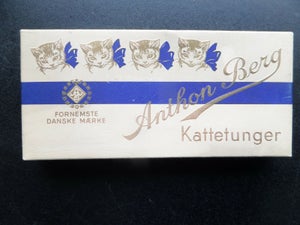 Anthon Berg
Kattetunger
FORNEMSTE
DANSKE MÆRKE